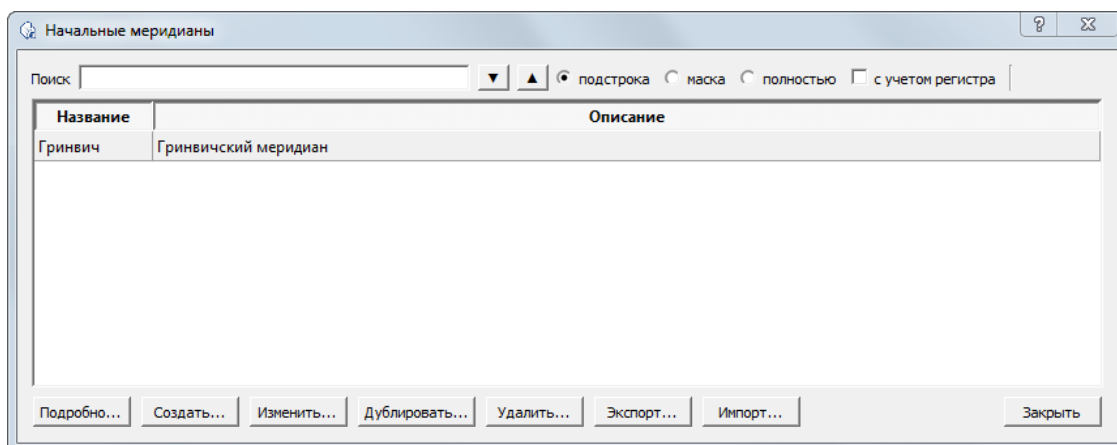 Начальные меридианы
Поиск ▼ ▲ подстрока маска полностью с учетом регистра
Название Описание
Гринвич Гринвичский меридиан
Подробно... Создать... Изменить... Дублировать... Удалить... Экспорт... Импорт... Закрыть